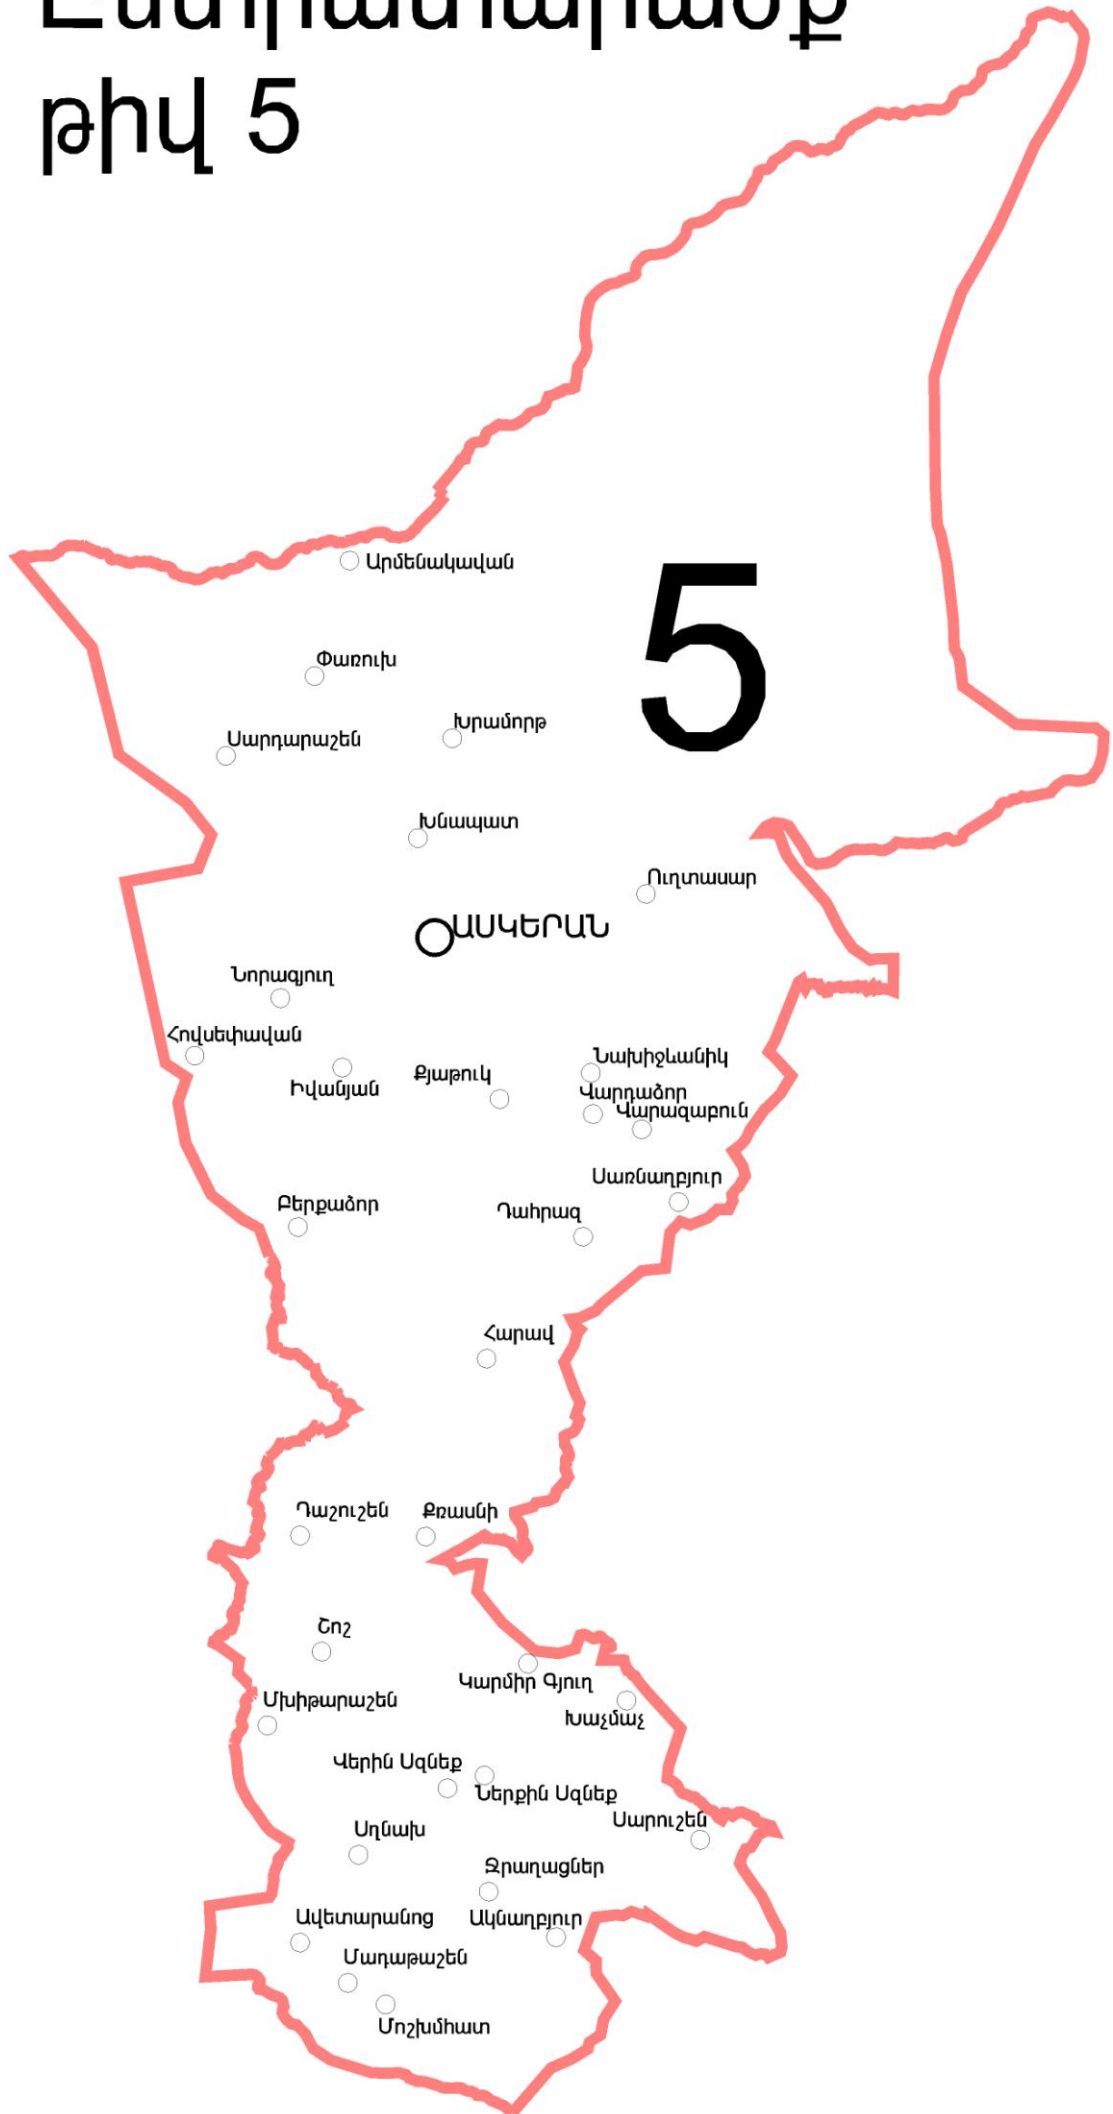 Ընտրատարածք
թիվ 5
Արմենակավան
5
Փառուխ
Խրամորթ
Սարդարաշեն
Խնապատ
Ուղտասար
ԱՍԿԵՐԱՆ
Նորագյուղ
Հովսեփավան
Նախիջևանիկ
Քյաթուկ
Իվանյան
Վարդաձոր
Վարազաբուն
Սառնաղբյուր
Բերքաձոր
Դահրազ
Հարավ
Դաշուշեն
Քռասնի
Շոշ
Կարմիր Գյուղ
Մխիթարաշեն
Խաչմաչ
Վերին Սզնեք
Ներքին Սզնեք
Սարուշեն
Սղնախ
Ջրաղացներ
Ավետարանոց
Ակնաղբյուր
Մադաթաշեն
Մոշխմհատ